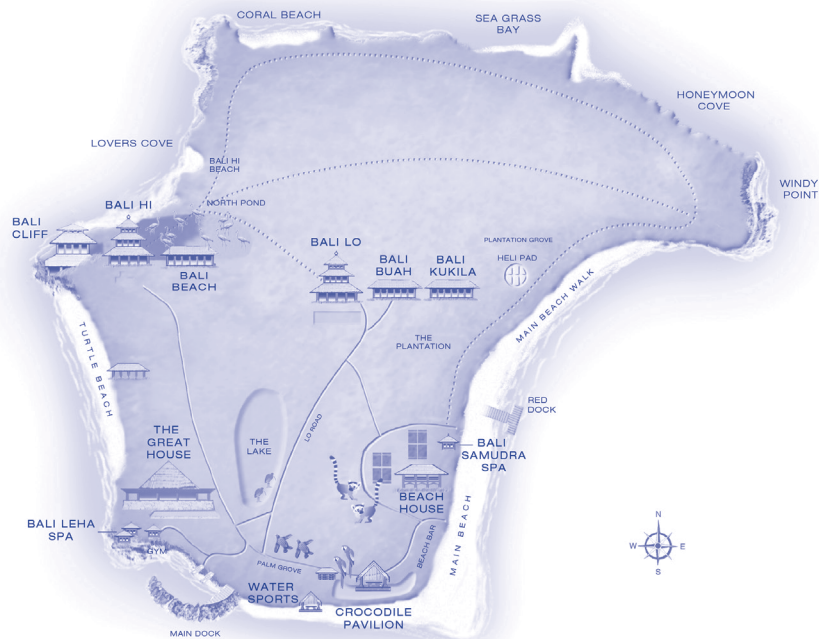 CORAL BEACH
SEA GRASS
BAY
HONEYMOON
COVE
LOVERS COVE
BALI HI
BEACH
WINDY
POINT
NORTH POND
BALI HI
BALI
CLIFF
BALI
BEACH
BALI LO
BALI
BUAH
BALI
KUKILA
PLANTATION GROVE
HELI PAD
MAIN BEACH WALK
TURTLE BEACH
THE
PLANTATION
RED
DOCK
THE
GREAT
HOUSE
THE
LAKE
LO ROAD
BALI
SAMUDRA
SPA
BEACH
HOUSE
BALI LEHA
SPA
GYM
BEACH BAR
MAIN BEACH
PALM GROVE
WATER
SPORTS
CROCODILE
PAVILION
MAIN DOCK
N
W
E
S